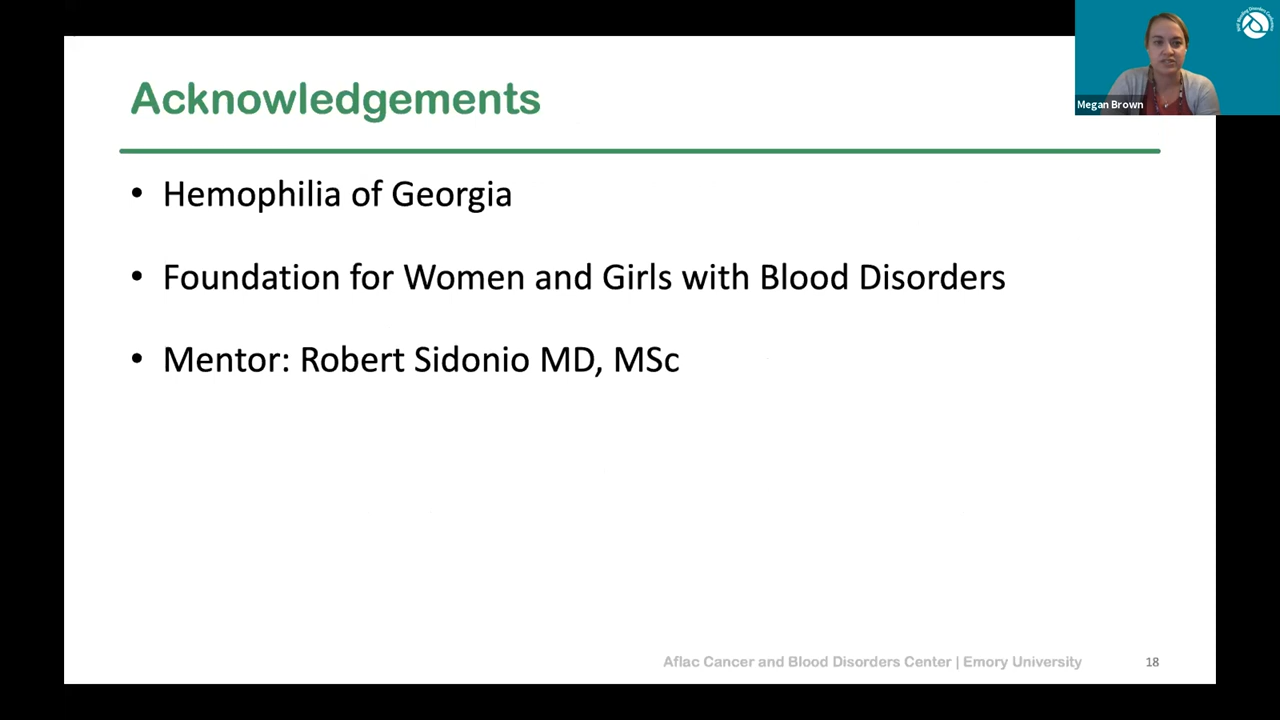 Acknowledgements
Megan Brown
• Hemophilia of Georgia
• Foundation for Women and Girls with Blood Disorders
• Mentor: Robert Sidonio MD, MSc
Aflac Cancer and Blood Disorders Center | Emory University
18